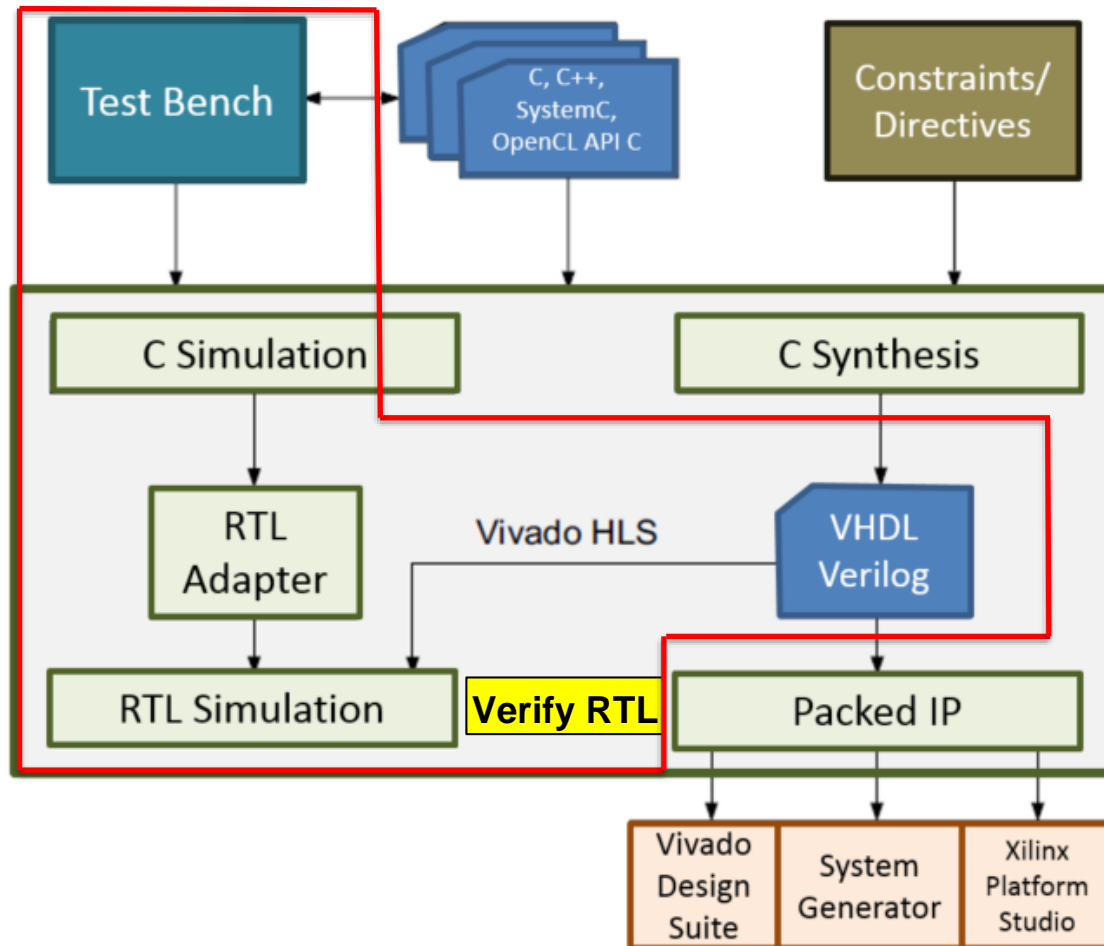 Test Bench
C, C++,
SystemC,
OpenCL API C
Constraints/
Directives
C Simulation
C Synthesis
RTL
Adapter
Vivado HLS
VHDL
Verilog
RTL Simulation
Verify RTL
Packed IP
Vivado
Design
Suite
System
Generator
Xilinx
Platform
Studio